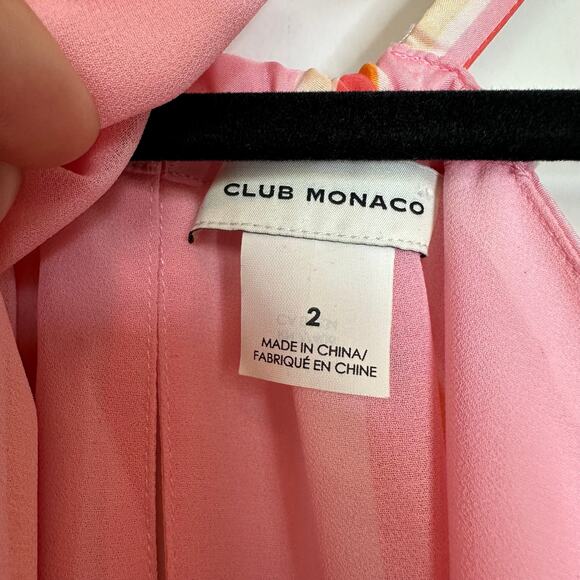 CLUB MONACO
2
MADE IN CHINA/
FABRIQUÉ EN CHINE